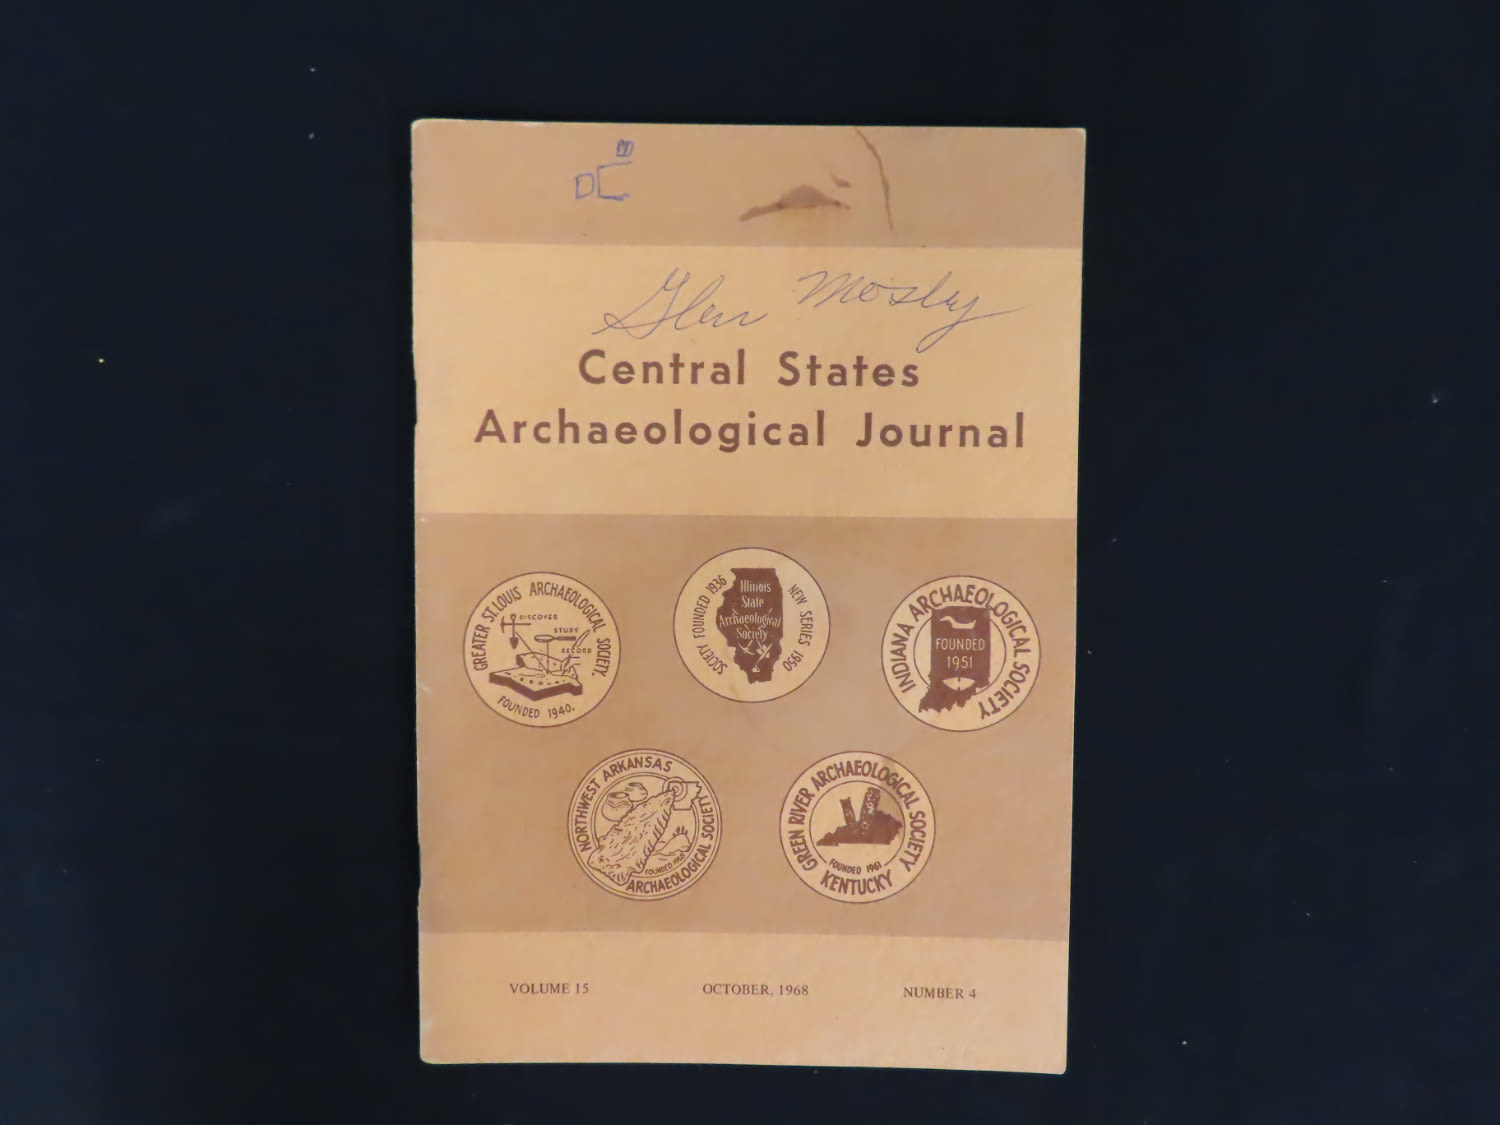 Glen Mosley
Central States
Archaeological Journal
GREATER ST. LOUIS ARCHAEOLOGICAL SOCIETY.
DISCOVER
STUDY
RECORD
FOUNDED 1940.
SOCIETY FOUNDED 1936
NEW SERIES 1950
Illinois
State
Archaeological
Society
INDIANA ARCHAEOLOGICAL SOCIETY
FOUNDED
1951
NORTHWEST ARKANSAS
ARCHAEOLOGICAL SOCIETY
FOUNDED
GREEN RIVER ARCHAEOLOGICAL SOCIETY
FOUNDED 1961
KENTUCKY
VOLUME 15
OCTOBER, 1968
NUMBER 4